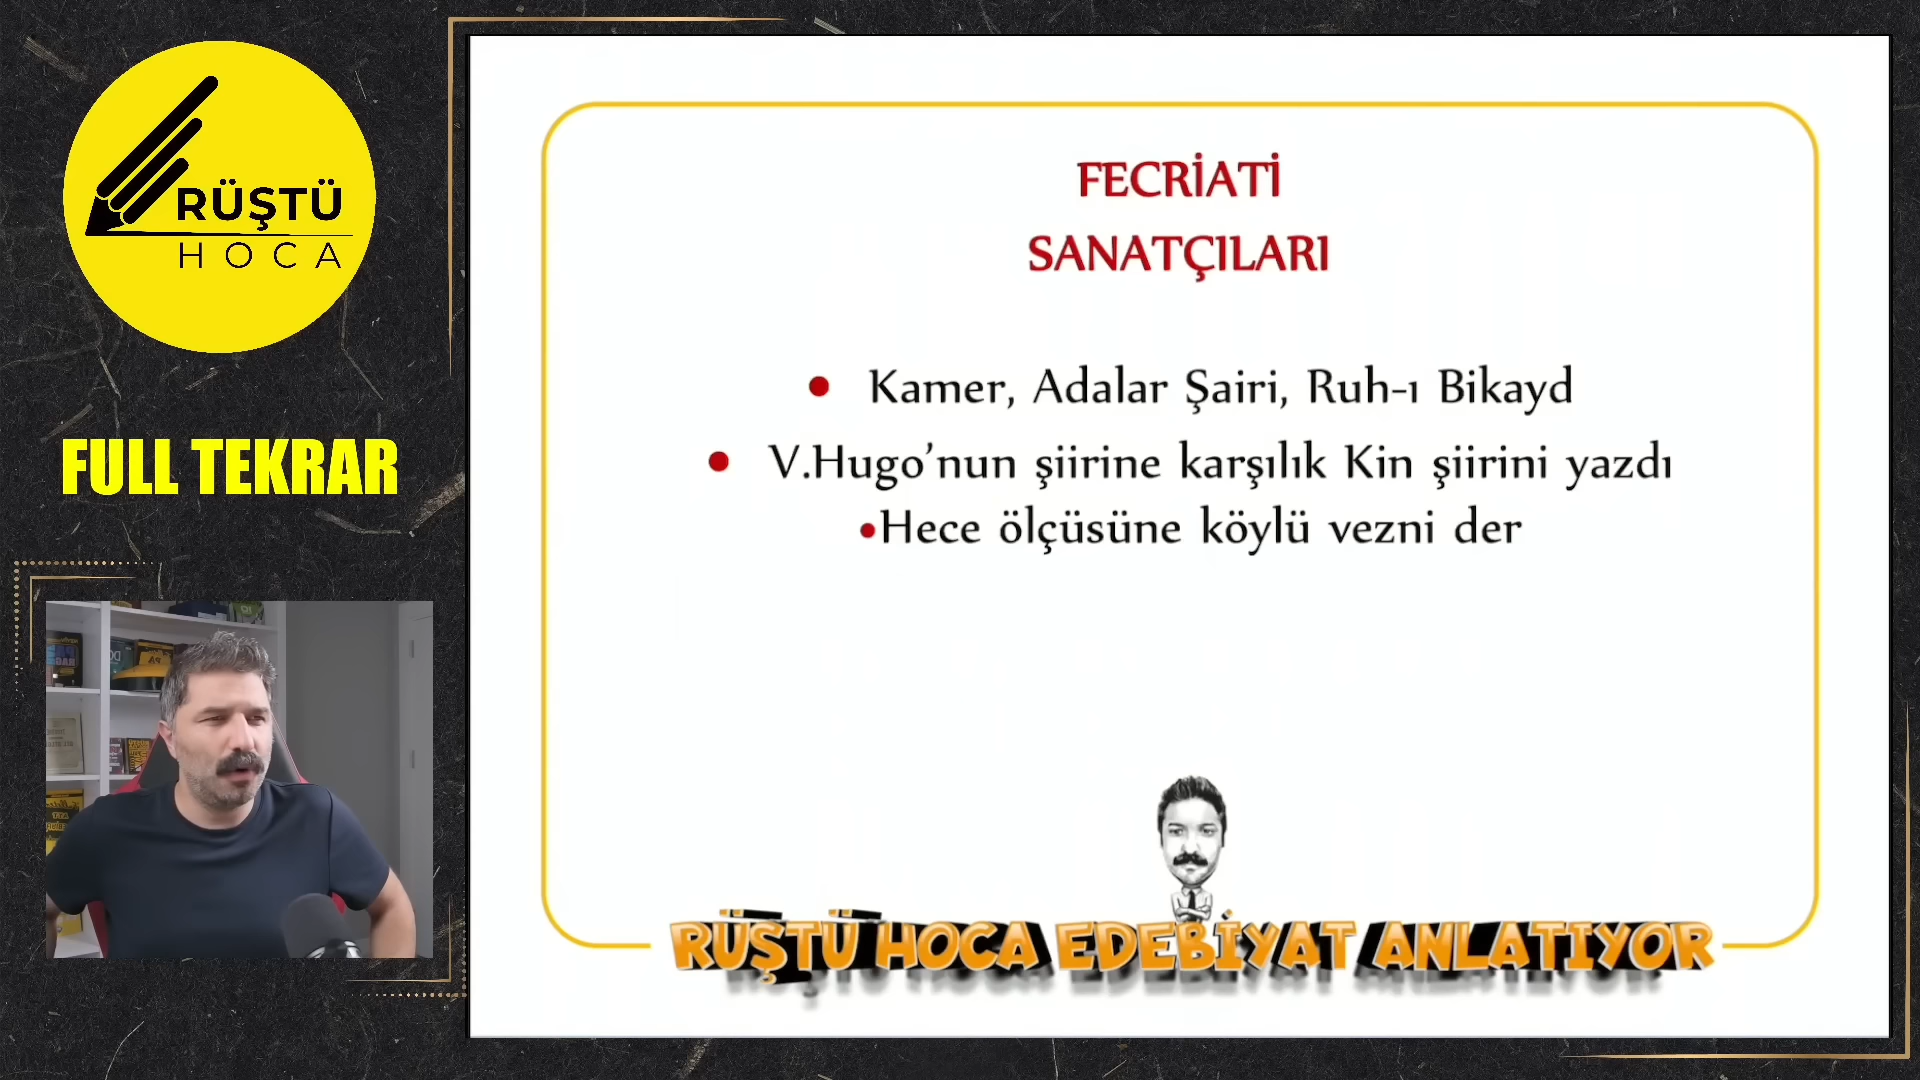 RÜŞTÜ
HOCA
FULL TEKRAR
FECRİATİ
SANATÇILARI
• Kamer, Adalar Şairi, Ruh-ı Bikayd
• V.Hugo’nun şiirine karşılık Kin şiirini yazdı
•Hece ölçüsüne köylü vezni der
RÜŞTÜ HOCA EDEBİYAT ANLATIYOR